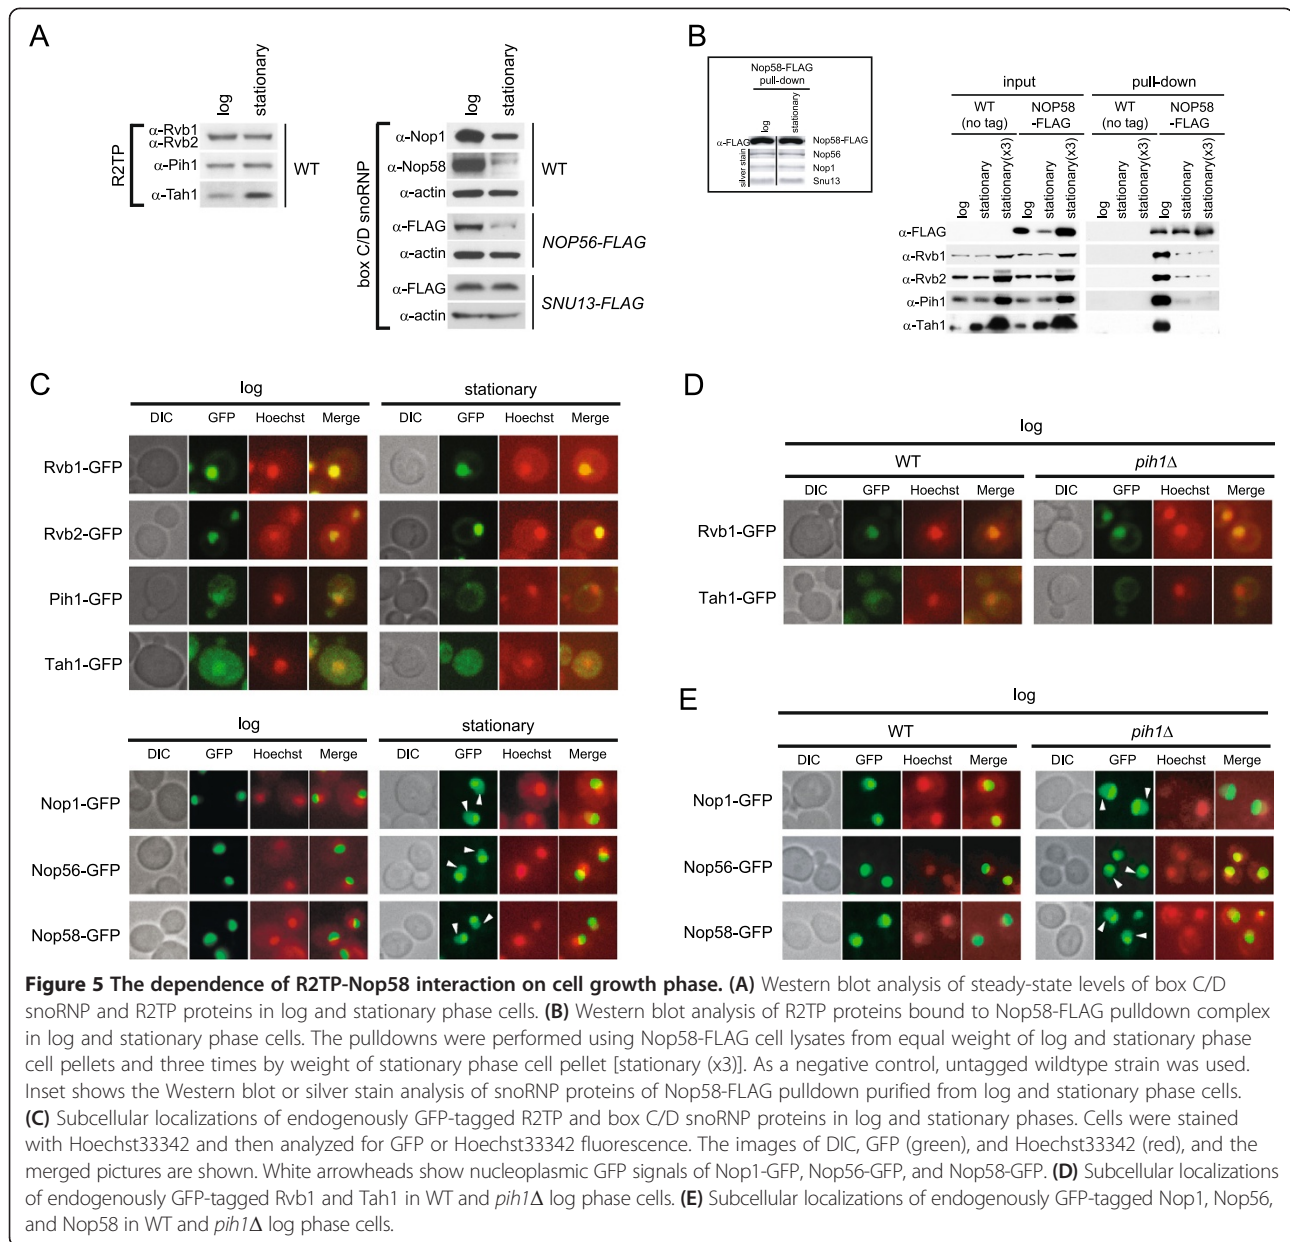 A
log
stationary
R2TP
α-Rvb1
α-Rvb2
α-Pih1
α-Tah1
WT
log
stationary
box C/D snoRNP
α-Nop1
α-Nop58
α-actin
WT
α-FLAG
α-actin
NOP56-FLAG
α-FLAG
α-actin
SNU13-FLAG
B
Nop58-FLAG
pull-down
log
stationary
α-FLAG
silver stain
Nop58-FLAG
Nop56
Nop1
Snu13
input
pull-down
WT
(no tag)
NOP58
-FLAG
WT
(no tag)
NOP58
-FLAG
log
stationary
stationary(x3)
log
stationary
stationary(x3)
log
stationary
stationary(x3)
log
stationary
stationary(x3)
α-FLAG
α-Rvb1
α-Rvb2
α-Pih1
α-Tah1
C
log
stationary
DIC GFP Hoechst Merge
DIC GFP Hoechst Merge
Rvb1-GFP
Rvb2-GFP
Pih1-GFP
Tah1-GFP
log
stationary
DIC GFP Hoechst Merge
DIC GFP Hoechst Merge
Nop1-GFP
Nop56-GFP
Nop58-GFP
D
log
WT
pih1Δ
DIC GFP Hoechst Merge
DIC GFP Hoechst Merge
Rvb1-GFP
Tah1-GFP
E
log
WT
pih1Δ
DIC GFP Hoechst Merge
DIC GFP Hoechst Merge
Nop1-GFP
Nop56-GFP
Nop58-GFP
Figure 5 The dependence of R2TP-Nop58 interaction on cell growth phase. (A) Western blot analysis of steady-state levels of box C/D
snoRNP and R2TP proteins in log and stationary phase cells. (B) Western blot analysis of R2TP proteins bound to Nop58-FLAG pulldown complex
in log and stationary phase cells. The pulldowns were performed using Nop58-FLAG cell lysates from equal weight of log and stationary phase
cell pellets and three times by weight of stationary phase cell pellet [stationary (x3)]. As a negative control, untagged wildtype strain was used.
Inset shows the Western blot or silver stain analysis of snoRNP proteins of Nop58-FLAG pulldown purified from log and stationary phase cells.
(C) Subcellular localizations of endogenously GFP-tagged R2TP and box C/D snoRNP proteins in log and stationary phases. Cells were stained
with Hoechst33342 and then analyzed for GFP or Hoechst33342 fluorescence. The images of DIC, GFP (green), and Hoechst33342 (red), and the
merged pictures are shown. White arrowheads show nucleoplasmic GFP signals of Nop1-GFP, Nop56-GFP, and Nop58-GFP. (D) Subcellular localizations
of endogenously GFP-tagged Rvb1 and Tah1 in WT and pih1Δ log phase cells. (E) Subcellular localizations of endogenously GFP-tagged Nop1, Nop56,
and Nop58 in WT and pih1Δ log phase cells.